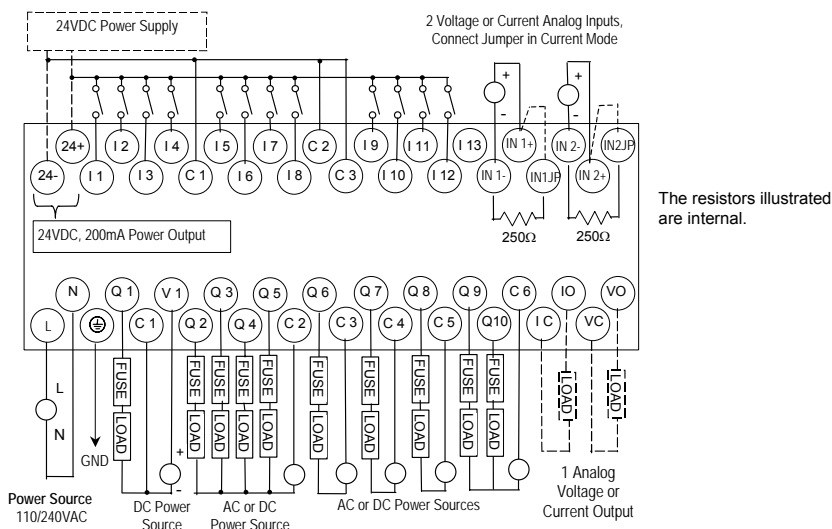 24VDC Power Supply
2 Voltage or Current Analog Inputs,
Connect Jumper in Current Mode
+
-
+
-
24+
I 2
I 4
I 5
I 7
C 2
I 9
I 11
I 13
IN 1+
IN 2-
IN2JP
24-
I 1
I 3
C 1
I 6
I 8
C 3
I 10
I 12
IN 1-
IN1JP
IN 2+
24VDC, 200mA Power Output
250Ω
250Ω
The resistors illustrated
are internal.
N
Q 1
V 1
Q 3
Q 5
Q 6
Q 7
Q 8
Q 9
C 6
IO
VO
L
C 1
Q 2
Q 4
C 2
C 3
C 4
C 5
Q10
I C
VC
FUSE
FUSE
FUSE
FUSE
FUSE
FUSE
FUSE
FUSE
FUSE
FUSE
LOAD
LOAD
LOAD
LOAD
LOAD
LOAD
LOAD
LOAD
LOAD
LOAD
LOAD
LOAD
L
N
GND
+
-
Power Source
110/240VAC
DC Power
Source
AC or DC
Power Source
AC or DC Power Sources
1 Analog
Voltage or
Current Output